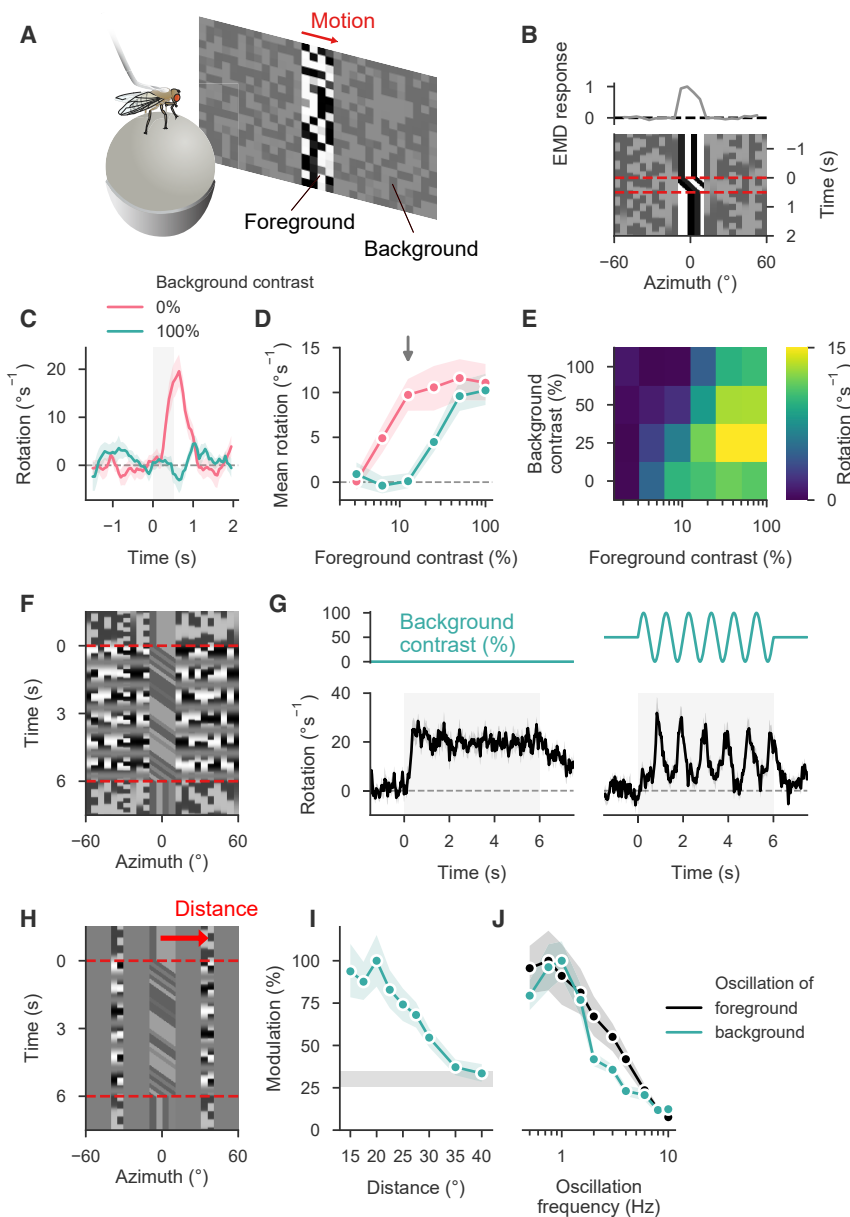 A
Motion
Foreground
Background
B
EMD response
1
0
−1
0
1
2
Time (s)
−60
0
60
Azimuth (°)
Background contrast
0%
100%
C
Rotation (°s⁻¹)
20
10
0
−1
0
1
2
Time (s)
D
Mean rotation (°s⁻¹)
15
10
5
0
10
100
Foreground contrast (%)
E
Background
contrast (%)
100
50
25
0
10
100
Foreground contrast (%)
15
0
Rotation (°s⁻¹)
F
Time (s)
0
3
6
−60
0
60
Azimuth (°)
G
100
50
0
Background
contrast (%)
Rotation (°s⁻¹)
40
20
0
0
2
4
6
Time (s)
0
2
4
6
Time (s)
H
Distance
Time (s)
0
3
6
−60
0
60
Azimuth (°)
I
Modulation (%)
100
75
50
25
0
15
20
25
30
35
40
Distance (°)
J
1
10
Oscillation
frequency (Hz)
Oscillation of
foreground
background